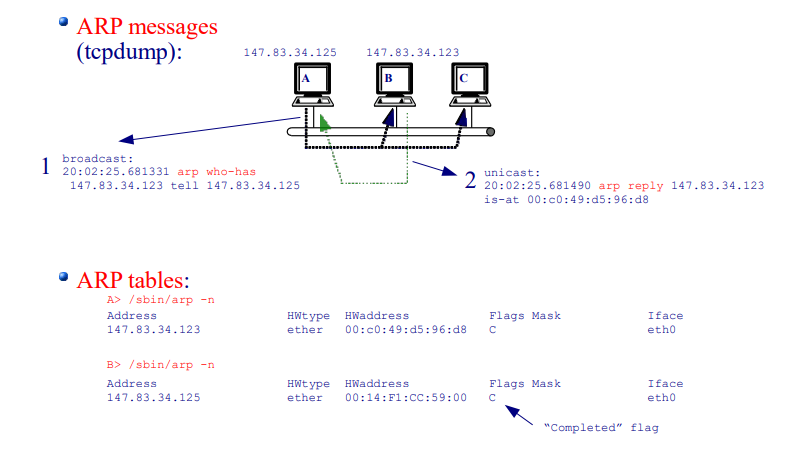 ARP messages
(tcpdump):
147.83.34.125 147.83.34.123
A B C
1 broadcast:
20:02:25.681331 arp who-has
147.83.34.123 tell 147.83.34.125
2 unicast:
20:02:25.681490 arp reply 147.83.34.123
is-at 00:c0:49:d5:96:d8
ARP tables:
A> /sbin/arp -n
Address HWtype HWaddress Flags Mask Iface
147.83.34.123 ether 00:c0:49:d5:96:d8 C eth0
B> /sbin/arp -n
Address HWtype HWaddress Flags Mask Iface
147.83.34.125 ether 00:14:F1:CC:59:00 C eth0
“Completed” flag